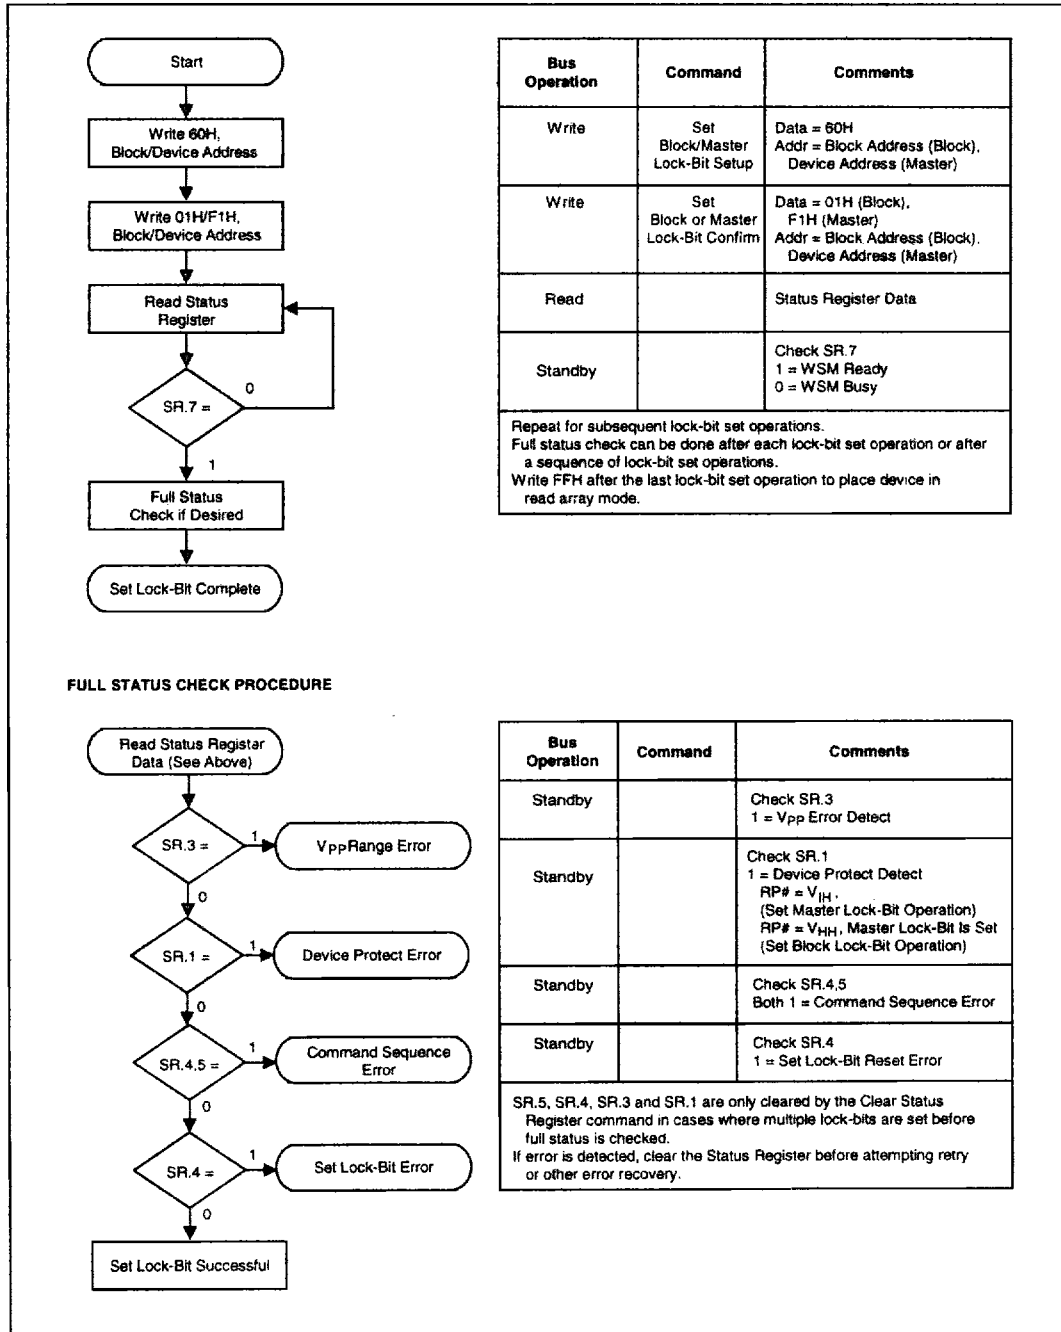 Start
Write 60H,
Block/Device Address
Write 01H/F1H,
Block/Device Address
Read Status
Register
SR.7 =
0
1
Full Status
Check if Desired
Set Lock-Bit Complete
Bus
Operation
Command
Comments
Write
Set
Block/Master
Lock-Bit Setup
Data = 60H
Addr = Block Address (Block),
Device Address (Master)
Write
Set
Block or Master
Lock-Bit Confirm
Data = 01H (Block),
F1H (Master)
Addr = Block Address (Block),
Device Address (Master)
Read
Status Register Data
Standby
Check SR.7
1 = WSM Ready
0 = WSM Busy
Repeat for subsequent lock-bit set operations.
Full status check can be done after each lock-bit set operation or after
a sequence of lock-bit set operations.
Write FFH after the last lock-bit set operation to place device in
read array mode.
FULL STATUS CHECK PROCEDURE
Read Status Register
Data (See Above)
SR.3 =
1
VPP Range Error
0
SR.1 =
1
Device Protect Error
0
SR.4,5 =
1
Command Sequence
Error
0
SR.4 =
1
Set Lock-Bit Error
0
Set Lock-Bit Successful
Bus
Operation
Command
Comments
Standby
Check SR.3
1 = VPP Error Detect
Standby
Check SR.1
1 = Device Protect Detect
RP# = VIH,
(Set Master Lock-Bit Operation)
RP# = VHH, Master Lock-Bit Is Set
(Set Block Lock-Bit Operation)
Standby
Check SR.4,5
Both 1 = Command Sequence Error
Standby
Check SR.4
1 = Set Lock-Bit Reset Error
SR.5, SR.4, SR.3 and SR.1 are only cleared by the Clear Status
Register command in cases where multiple lock-bits are set before
full status is checked.
If error is detected, clear the Status Register before attempting retry
or other error recovery.